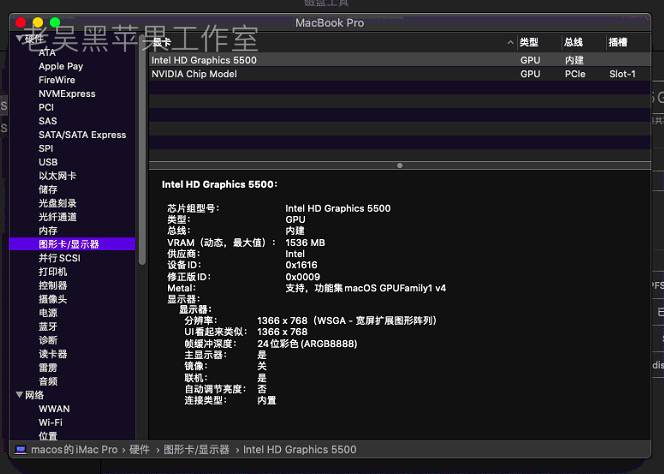 磁盘工具
MacBook Pro
老吴黑苹果工作室
硬件
ATA
Apple Pay
FireWire
NVMExpress
PCI
SAS
SATA/SATA Express
SPI
USB
以太网卡
储存
光盘刻录
光纤通道
内存
图形卡/显示器
并行 SCSI
打印机
控制器
摄像头
电源
蓝牙
诊断
读卡器
雷雳
音频
网络
WWAN
Wi-Fi
位置
显卡 类型 总线 插槽
Intel HD Graphics 5500 GPU 内建
NVIDIA Chip Model GPU PCIe Slot-1
Intel HD Graphics 5500:
芯片组型号: Intel HD Graphics 5500
类型: GPU
总线: 内建
VRAM（动态，最大值）: 1536 MB
供应商: Intel
设备ID: 0x1616
修正版ID: 0x0009
Metal: 支持，功能集macOS GPUFamily1 v4
显示器:
显示器:
分辨率: 1366 x 768（WSGA - 宽屏扩展图形阵列）
UI看起来类似: 1366 x 768
帧缓冲深度: 24位彩色 (ARGB8888)
主显示器: 是
镜像: 关
联机: 是
自动调节亮度: 否
连接类型: 内置
macos的iMac Pro › 硬件 › 图形卡/显示器 › Intel HD Graphics 5500